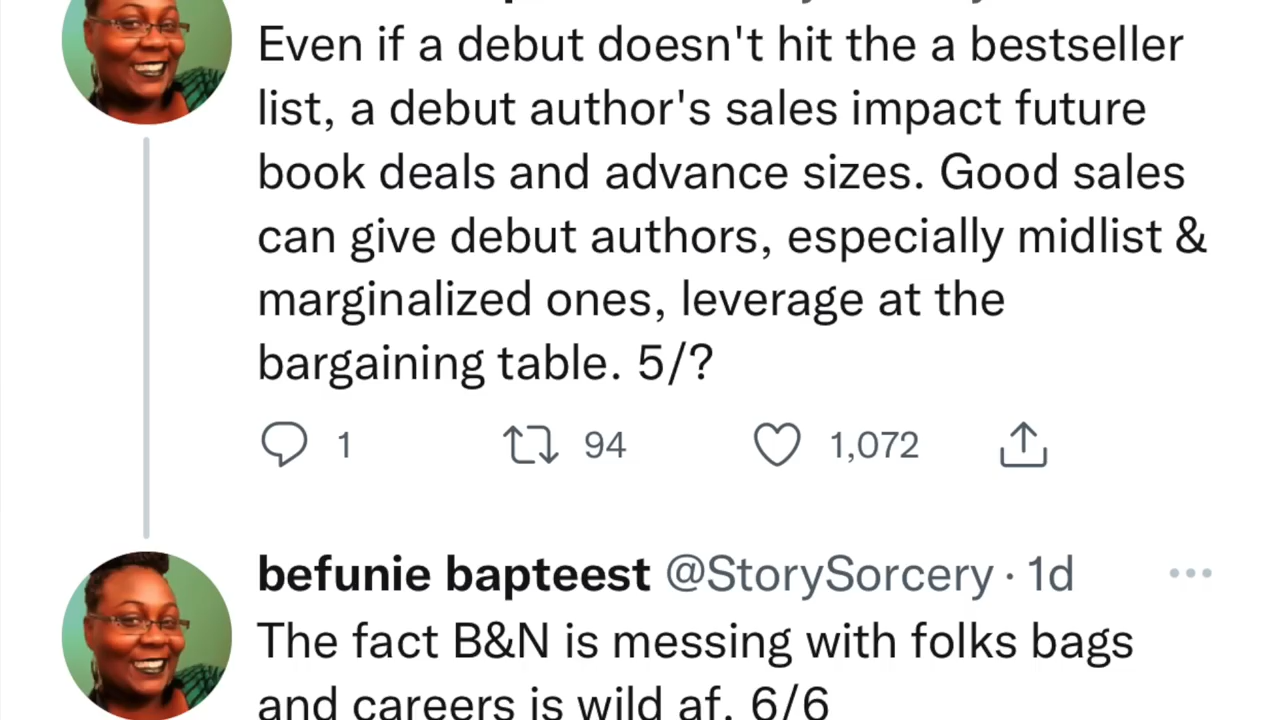 Even if a debut doesn't hit the a bestseller
list, a debut author's sales impact future
book deals and advance sizes. Good sales
can give debut authors, especially midlist &
marginalized ones, leverage at the
bargaining table. 5/?
1 94 1,072
befunie bapteest @StorySorcery · 1d
The fact B&N is messing with folks bags
and careers is wild af. 6/6